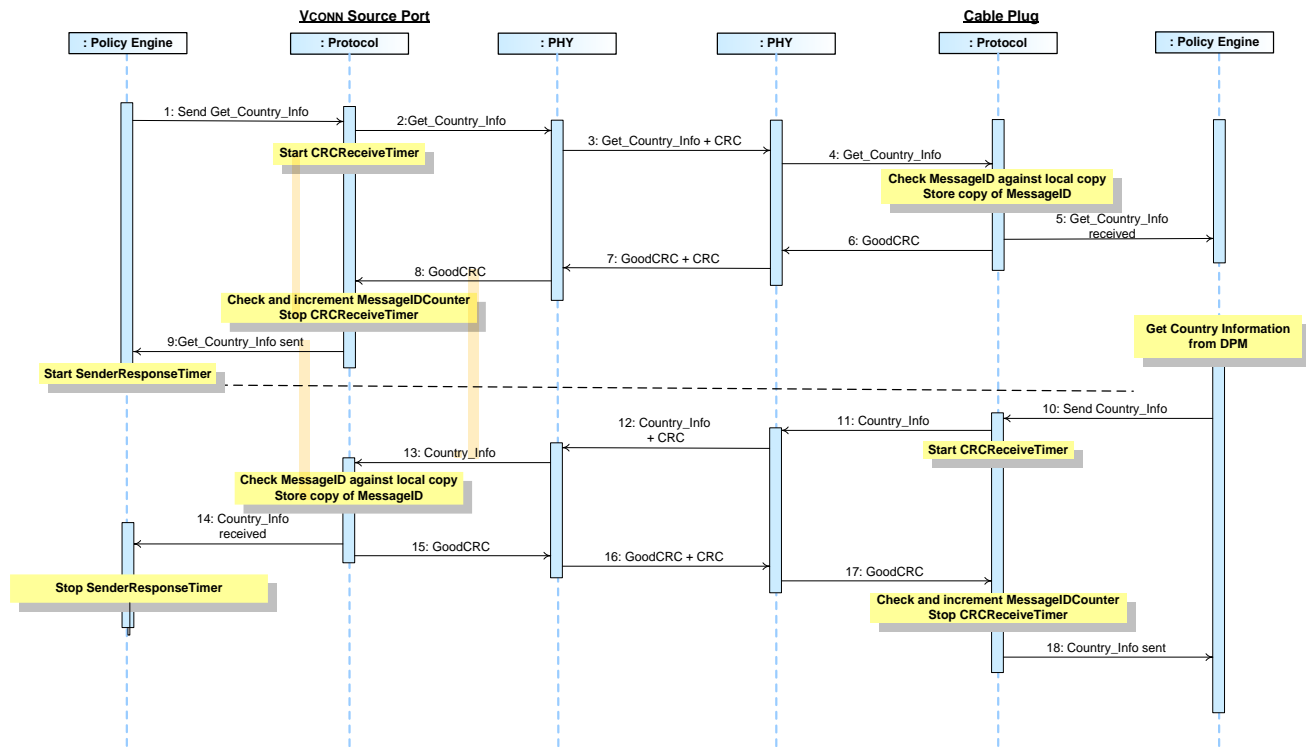 VCONN Source Port
Cable Plug
: Policy Engine
: Protocol
: PHY
: PHY
: Protocol
: Policy Engine
1: Send Get_Country_Info
2:Get_Country_Info
Start CRCReceiveTimer
3: Get_Country_Info + CRC
4: Get_Country_Info
Check MessageID against local copy
Store copy of MessageID
5: Get_Country_Info
received
6: GoodCRC
7: GoodCRC + CRC
8: GoodCRC
Check and increment MessageIDCounter
Stop CRCReceiveTimer
9:Get_Country_Info sent
Start SenderResponseTimer
Get Country Information
from DPM
10: Send Country_Info
11: Country_Info
Start CRCReceiveTimer
12: Country_Info
+ CRC
13: Country_Info
Check MessageID against local copy
Store copy of MessageID
14: Country_Info
received
15: GoodCRC
16: GoodCRC + CRC
17: GoodCRC
Stop SenderResponseTimer
Check and increment MessageIDCounter
Stop CRCReceiveTimer
18: Country_Info sent